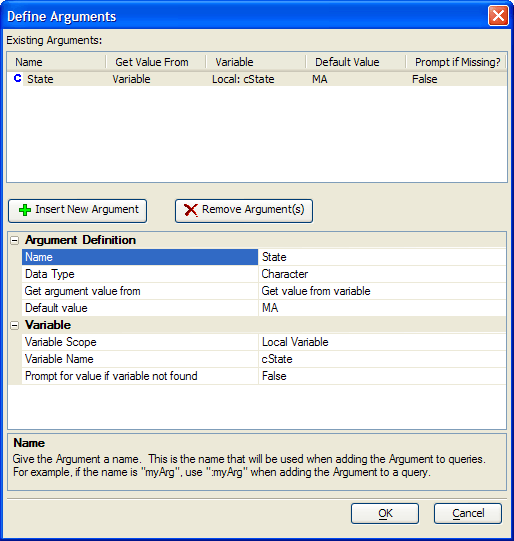 Define Arguments
Existing Arguments:
Name Get Value From Variable Default Value Prompt if Missing?
C State Variable Local: cState MA False
Insert New Argument Remove Argument(s)
Argument Definition
Name State
Data Type Character
Get argument value from Get value from variable
Default value MA
Variable
Variable Scope Local Variable
Variable Name cState
Prompt for value if variable not found False
Name
Give the Argument a name. This is the name that will be used when adding the Argument to queries.
For example, if the name is "myArg", use ":myArg" when adding the Argument to a query.
OK Cancel